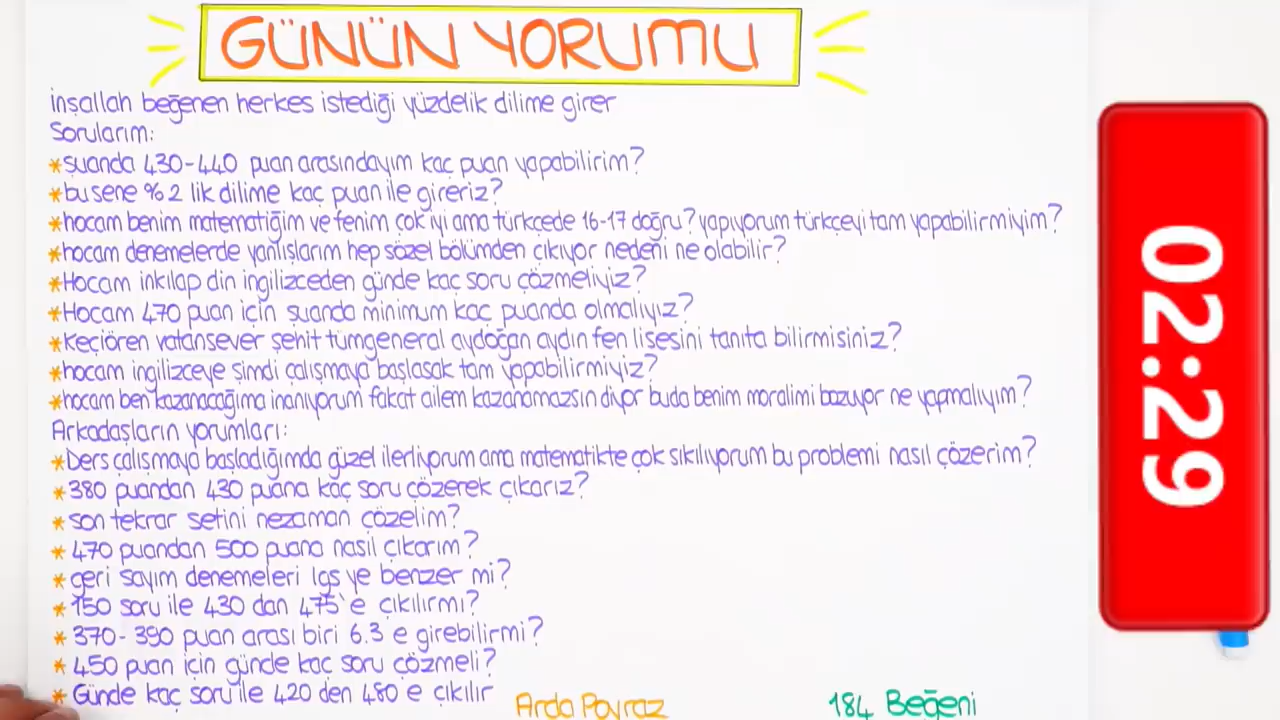 GÜNÜN YORUMU
inşallah beğenen herkes istediği yüzdelik dilime girer
Sorularım:
*şuanda 430-440 puan arasındayım kaç puan yapabilirim?
*bu sene %2 lik dilime kaç puan ile gireriz?
*hocam benim matematiğim ve fenim çok iyi ama türkçede 16-17 doğru? yapıyorum türkçeyi tam yapabilirmiyim?
*hocam denemelerde yanlışlarım hep sözel bölümden çıkıyor nedeni ne olabilir?
*Hocam inkılap din ingilizceden günde kaç soru çözmeliyiz?
*Hocam 470 puan için şuanda minimum kaç puanda olmalıyız?
*Keçiören vatansever şehit tümgeneral aydoğan aydın fen lisesini tanıta bilirmisiniz?
*hocam ingilizceye şimdi çalışmaya başlasak tam yapabilirmiyiz?
*hocam ben kazanacağıma inanıyorum fakat ailem kazanamazsın diyor buda benim moralimi bozuyor ne yapmalıyım?
Arkadaşların yorumları:
*Ders çalışmaya başladığımda güzel ilerliyorum ama matematikte çok sıkılıyorum bu problemi nasıl çözerim?
* 380 puandan 430 puana kaç soru çözerek çıkarız?
* son tekrar setini nezaman çözelim?
* 470 puandan 500 puana nasıl çıkarım?
* geri sayım denemeleri lgs ye benzer mi?
* 150 soru ile 430 dan 475'e çıkılırmı?
* 370-390 puan arası biri 6.3 e girebilirmi?
* 450 puan için günde kaç soru çözmeli?
* Günde kaç soru ile 420 den 480 e çıkılır
Arda Poyraz
184 Beğeni
02:29